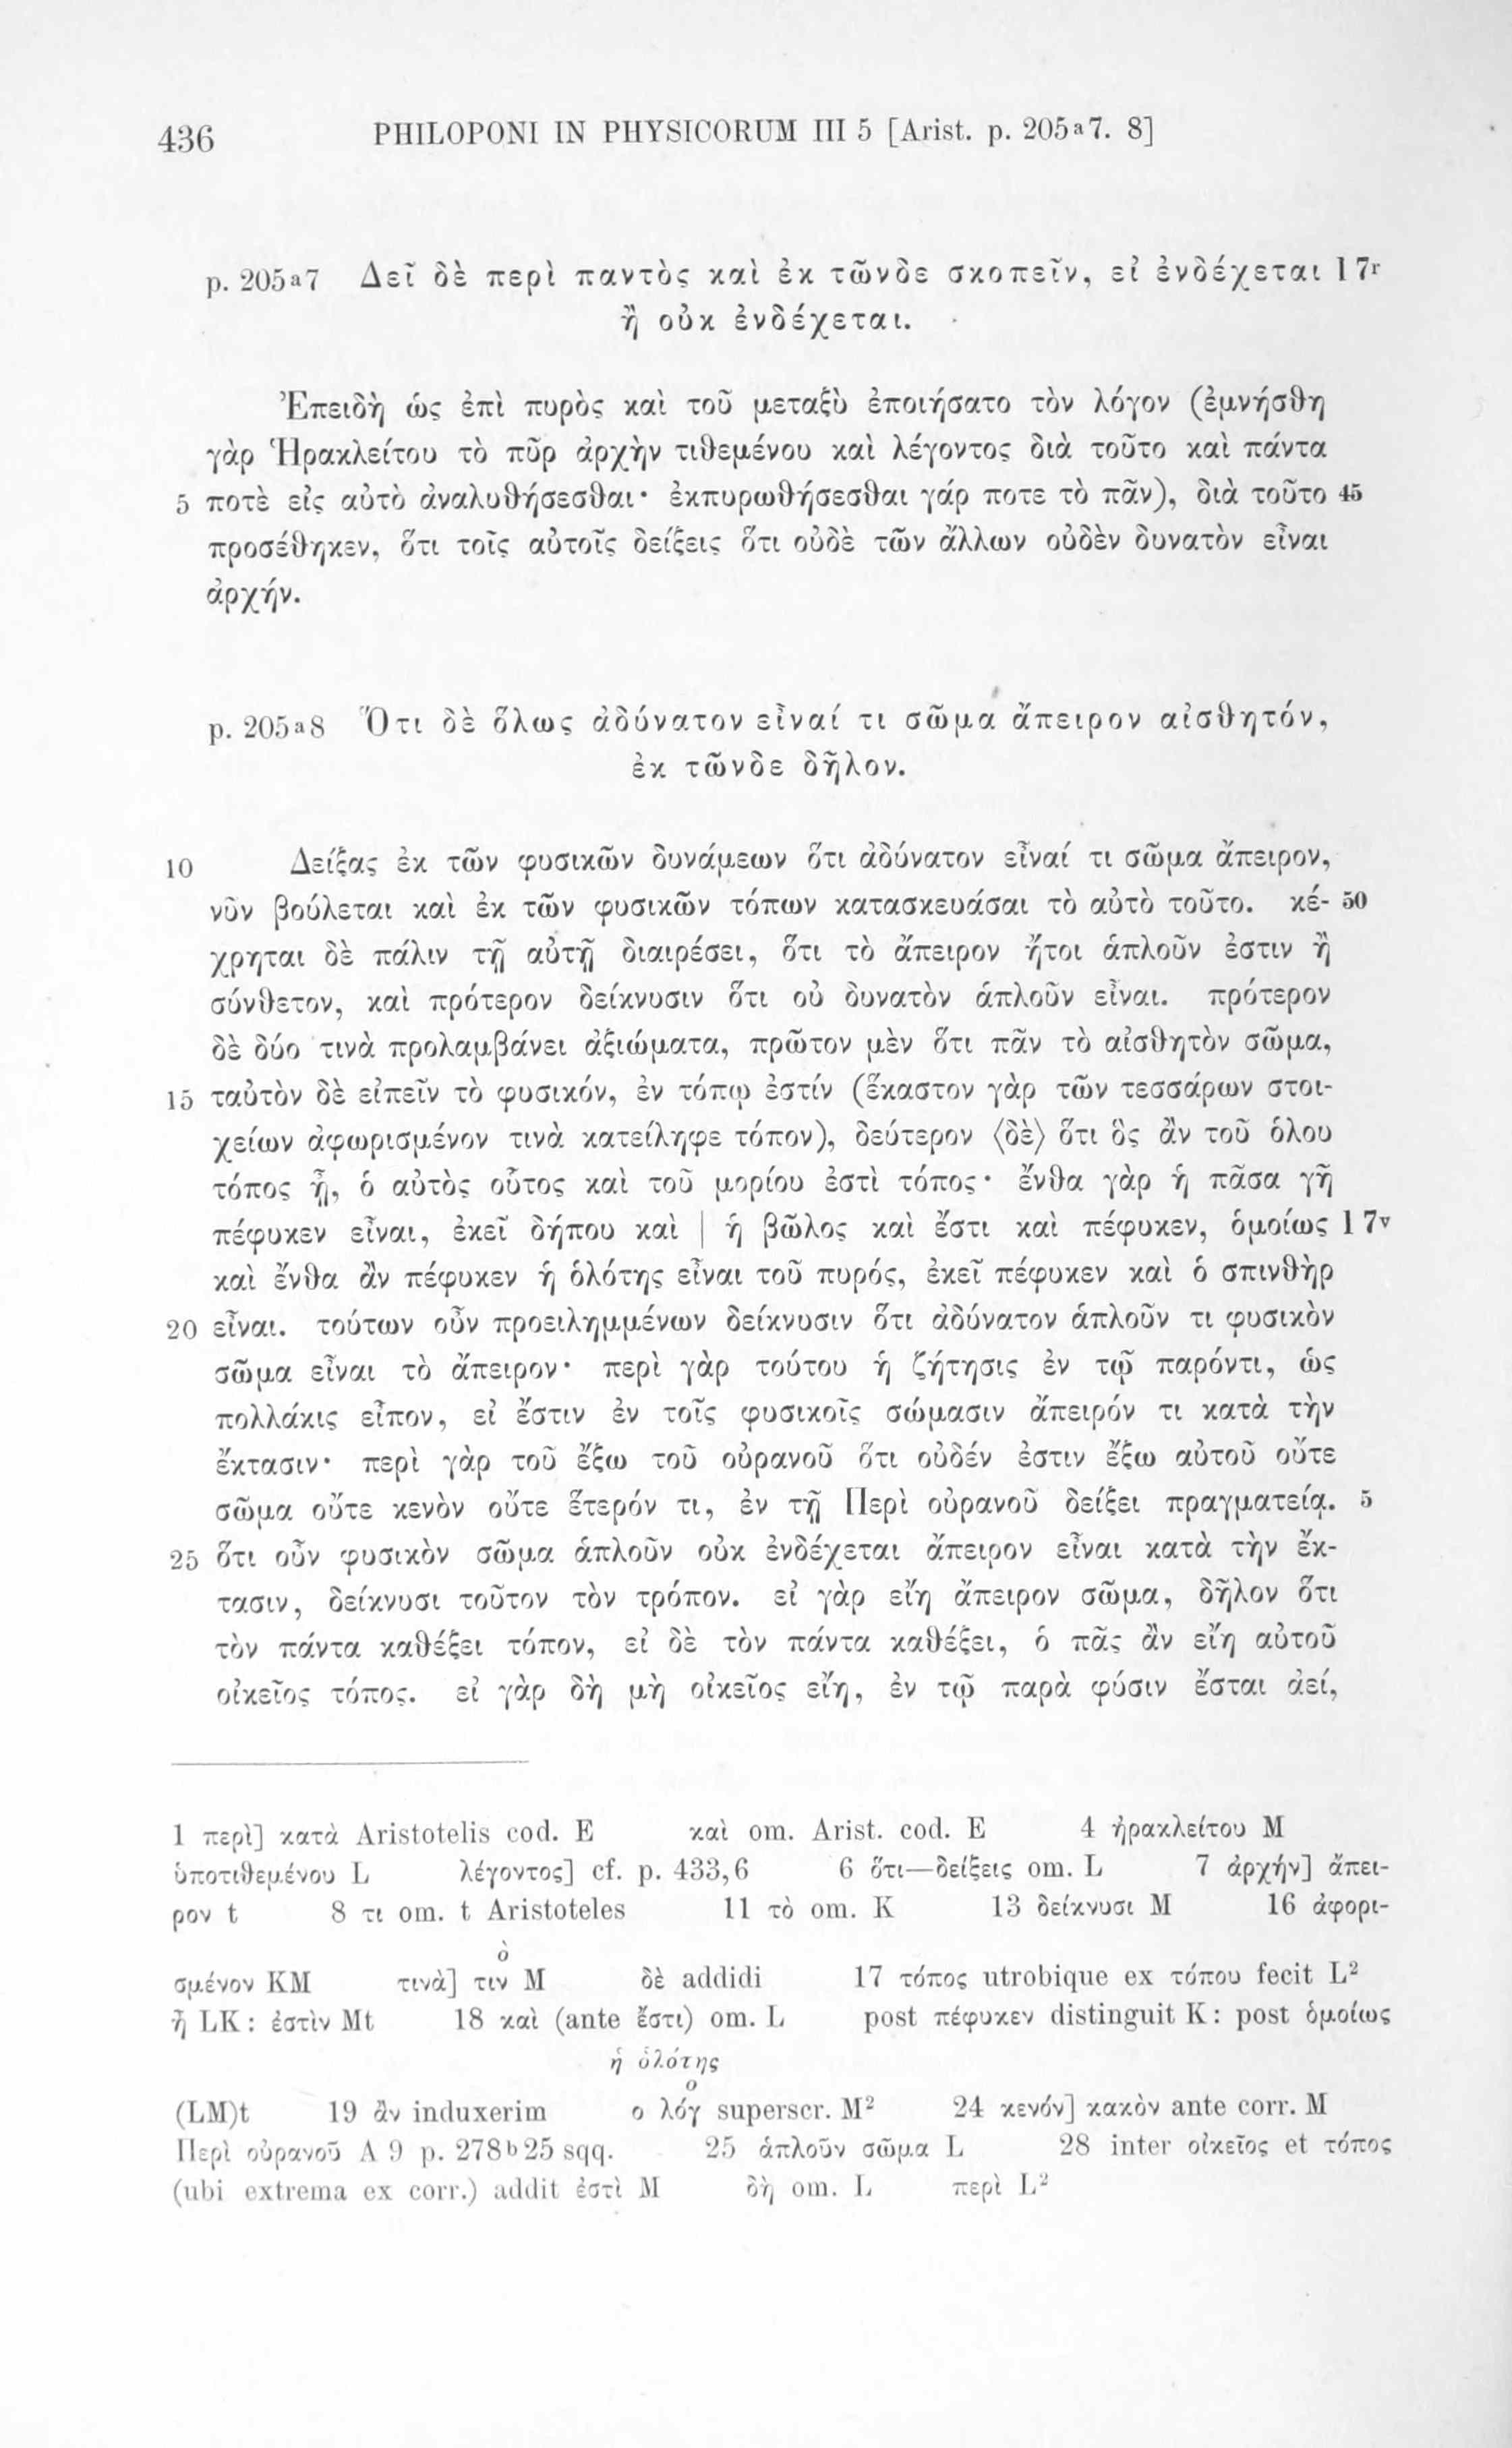 436 PHILOPONI IN PHYSICORUM III 5 [Arist. p. 205ª7. 8]
p. 205ª7 Δεῖ δὲ περὶ παντὸς καὶ ἐκ τῶνδε σκοπεῖν, εἰ ἐνδέχεται 17r
ἢ οὐκ ἐνδέχεται.
Ἐπειδὴ ὡς ἐπὶ πυρὸς καὶ τοῦ μεταξὺ ἐποιήσατο τὸν λόγον (ἐμνήσθη
γὰρ Ἡρακλείτου τὸ πῦρ ἀρχὴν τιθεμένου καὶ λέγοντος διὰ τοῦτο καὶ πάντα
5 ποτὲ εἰς αὐτὸ ἀναλυθήσεσθαι· ἐκπυρωθήσεσθαι γάρ ποτε τὸ πᾶν), διὰ τοῦτο 45
προσέθηκεν, ὅτι τοῖς αὐτοῖς δείξεις ὅτι οὐδὲ τῶν ἄλλων οὐδὲν δυνατὸν εἶναι
ἀρχήν.
p. 205ª8 Ὅτι δὲ ὅλως ἀδύνατον εἶναί τι σῶμα ἄπειρον αἰσθητόν,
ἐκ τῶνδε δῆλον.
10 Δείξας ἐκ τῶν φυσικῶν δυνάμεων ὅτι ἀδύνατον εἶναί τι σῶμα ἄπειρον,
νῦν βούλεται καὶ ἐκ τῶν φυσικῶν τόπων κατασκευάσαι τὸ αὐτὸ τοῦτο. κέ- 50
χρηται δὲ πάλιν τῇ αὐτῇ διαιρέσει, ὅτι τὸ ἄπειρον ἤτοι ἁπλοῦν ἐστιν ἢ
σύνθετον, καὶ πρότερον δείκνυσιν ὅτι οὐ δυνατὸν ἁπλοῦν εἶναι. πρότερον
δὲ δύο τινὰ προλαμβάνει ἀξιώματα, πρῶτον μὲν ὅτι πᾶν τὸ αἰσθητὸν σῶμα,
15 ταὐτὸν δὲ εἰπεῖν τὸ φυσικόν, ἐν τόπῳ ἐστίν (ἕκαστον γὰρ τῶν τεσσάρων στοι-
χείων ἀφωρισμένον τινὰ κατείληφε τόπον), δεύτερον ⟨δὲ⟩ ὅτι ὃς ἂν τοῦ ὅλου
τόπος ᾖ, ὁ αὐτὸς οὗτος καὶ τοῦ μορίου ἐστὶ τόπος· ἔνθα γὰρ ἡ πᾶσα γῆ
πέφυκεν εἶναι, ἐκεῖ δήπου καὶ | ἡ βῶλος καὶ ἔστι καὶ πέφυκεν, ὁμοίως 17v
καὶ ἔνθα ἂν πέφυκεν ἡ ὁλότης εἶναι τοῦ πυρός, ἐκεῖ πέφυκεν καὶ ὁ σπινθὴρ
20 εἶναι. τούτων οὖν προειλημμένων δείκνυσιν ὅτι ἀδύνατον ἁπλοῦν τι φυσικὸν
σῶμα εἶναι τὸ ἄπειρον· περὶ γὰρ τούτου ἡ ζήτησις ἐν τῷ παρόντι, ὡς
πολλάκις εἶπον, εἰ ἔστιν ἐν τοῖς φυσικοῖς σώμασιν ἄπειρόν τι κατὰ τὴν
ἔκτασιν· περὶ γὰρ τοῦ ἔξω τοῦ οὐρανοῦ ὅτι οὐδέν ἐστιν ἔξω αὐτοῦ οὔτε
σῶμα οὔτε κενὸν οὔτε ἕτερόν τι, ἐν τῇ Περὶ οὐρανοῦ δείξει πραγματείᾳ. 5
25 ὅτι οὖν φυσικὸν σῶμα ἁπλοῦν οὐκ ἐνδέχεται ἄπειρον εἶναι κατὰ τὴν ἔκ-
τασιν, δείκνυσι τοῦτον τὸν τρόπον. εἰ γὰρ εἴη ἄπειρον σῶμα, δῆλον ὅτι
τὸν πάντα καθέξει τόπον, εἰ δὲ τὸν πάντα καθέξει, ὁ πᾶς ἂν εἴη αὐτοῦ
οἰκεῖος τόπος. εἰ γὰρ δὴ μὴ οἰκεῖος εἴη, ἐν τῷ παρὰ φύσιν ἔσται ἀεί,
1 περὶ] κατὰ Aristotelis cod. E καὶ om. Arist. cod. E 4 ἡρακλείτου M
ὑποτιθεμένου L λέγοντος] cf. p. 433,6 6 ὅτι—δείξεις om. L 7 ἀρχήν] ἄπει-
ρον t 8 τι om. t Aristoteles 11 τὸ om. K 13 δείκνυσι M 16 ἀφορι-
ὸ
σμένον KM τινὰ] τιν M δὲ addidi 17 τόπος utrobique ex τόπου fecit L²
ᾖ LK: ἐστὶν Mt 18 καὶ (ante ἔστι) om. L post πέφυκεν distinguit K: post ὁμοίως
ἡ ὁλότης
ο
(LM)t 19 ἂν induxerim ο λόγ superscr. M² 24 κενόν] κακὸν ante corr. M
Περὶ οὐρανοῦ A 9 p. 278b25 sqq. 25 ἁπλοῦν σῶμα L 28 inter οἰκεῖος et τόπος
(ubi extrema ex corr.) addit ἐστὶ M δὴ om. L περὶ L²